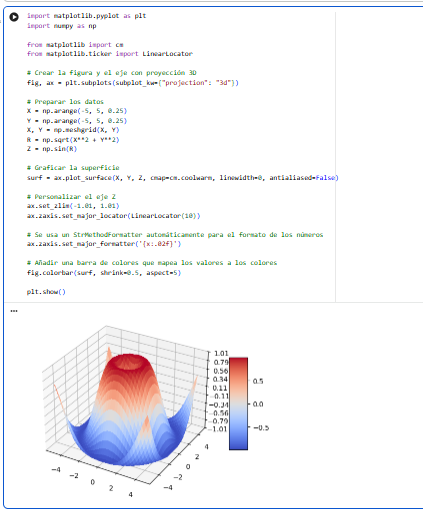 import matplotlib.pyplot as plt
import numpy as np
from matplotlib import cm
from matplotlib.ticker import LinearLocator
# Crear la figura y el eje con proyección 3D
fig, ax = plt.subplots(subplot_kw={"projection": "3d"})
# Preparar los datos
X = np.arange(-5, 5, 0.25)
Y = np.arange(-5, 5, 0.25)
X, Y = np.meshgrid(X, Y)
R = np.sqrt(X**2 + Y**2)
Z = np.sin(R)
# Graficar la superficie
surf = ax.plot_surface(X, Y, Z, cmap=cm.coolwarm, linewidth=0, antialiased=False)
# Personalizar el eje Z
ax.set_zlim(-1.01, 1.01)
ax.zaxis.set_major_locator(LinearLocator(10))
# Se usa un StrMethodFormatter automáticamente para el formato de los números
ax.zaxis.set_major_formatter('{x:.02f}')
# Añadir una barra de colores que mapea los valores a los colores
fig.colorbar(surf, shrink=0.5, aspect=5)
plt.show()
...
1.01
0.79
0.56
0.34
0.11
-0.11
-0.34
-0.56
-0.79
-1.01
0.5
0.0
−0.5
−4
−2
0
2
4
−4
−2
0
2
4